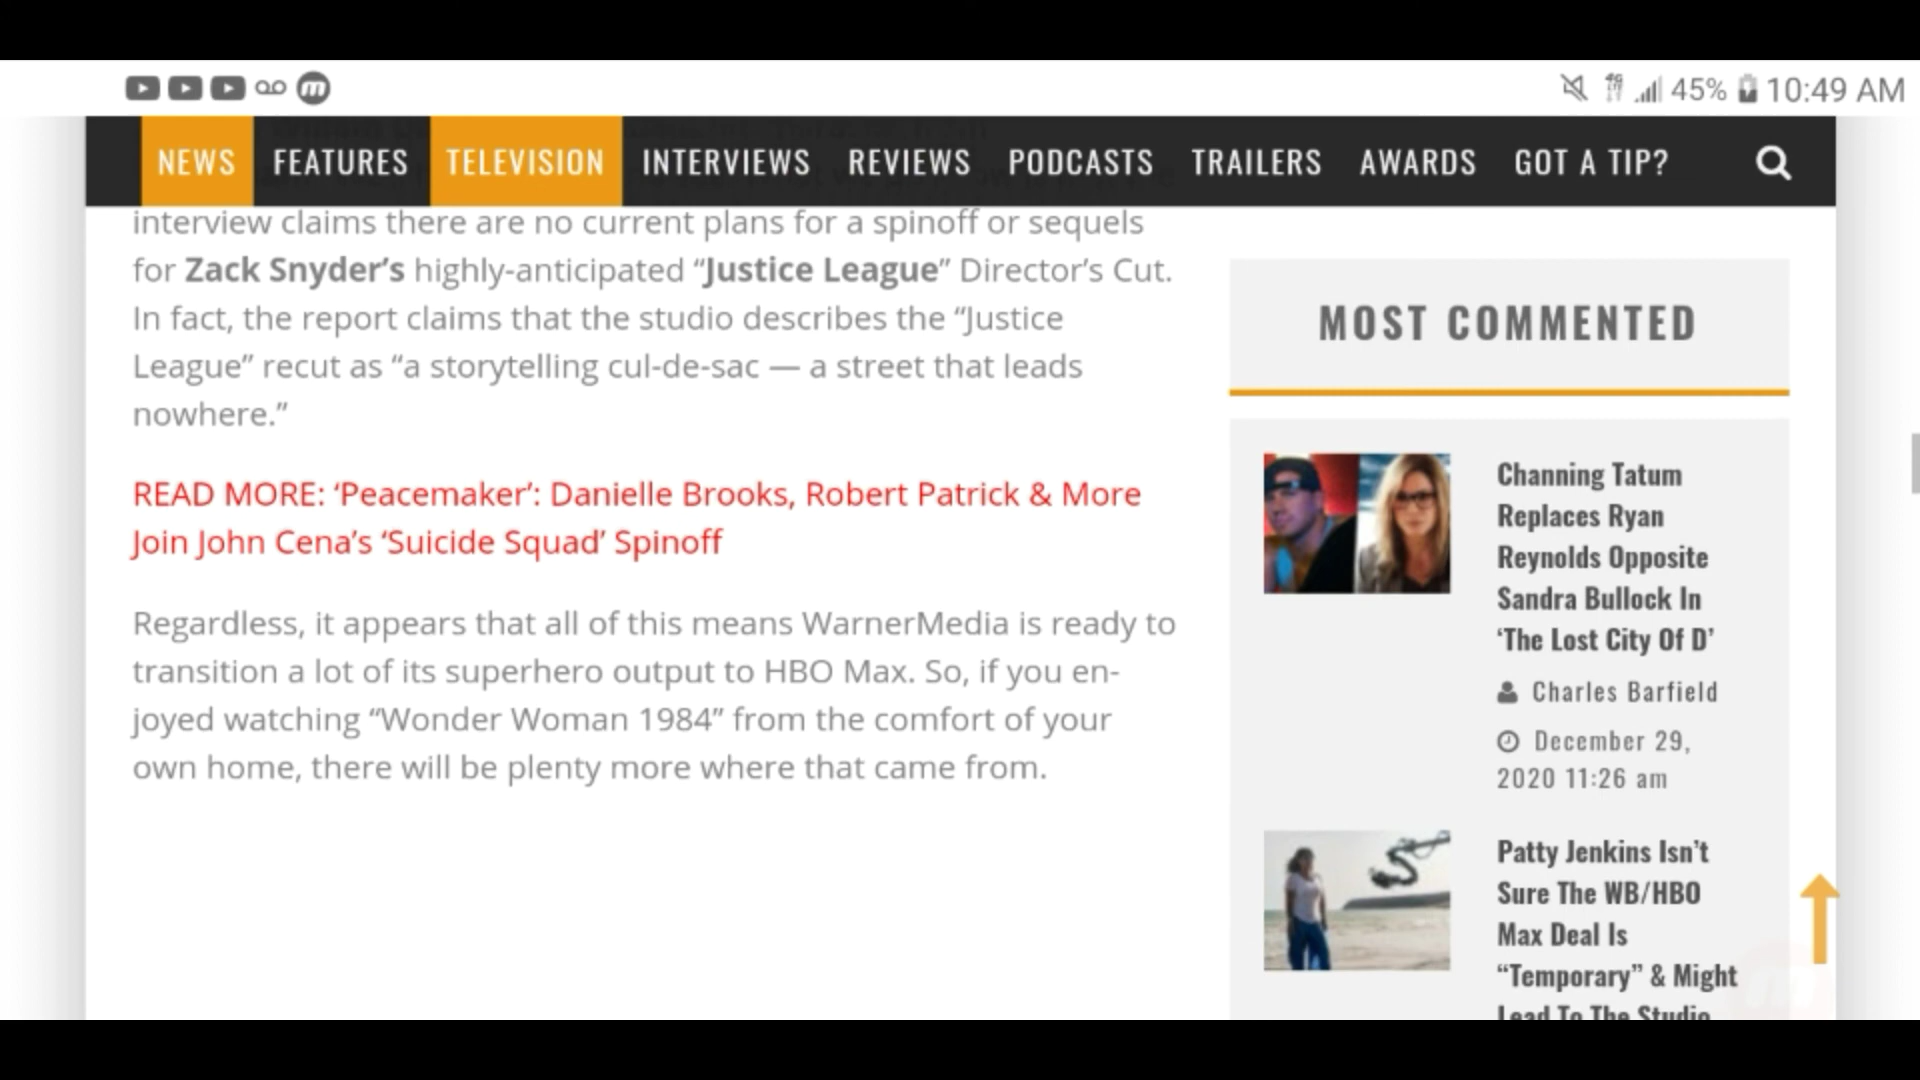 45% 10:49 AM
NEWS FEATURES TELEVISION INTERVIEWS REVIEWS PODCASTS TRAILERS AWARDS GOT A TIP?
interview claims there are no current plans for a spinoff or sequels
for Zack Snyder’s highly-anticipated “Justice League” Director’s Cut.
In fact, the report claims that the studio describes the “Justice
League” recut as “a storytelling cul-de-sac — a street that leads
nowhere.”
READ MORE: ‘Peacemaker’: Danielle Brooks, Robert Patrick & More
Join John Cena’s ‘Suicide Squad’ Spinoff
Regardless, it appears that all of this means WarnerMedia is ready to
transition a lot of its superhero output to HBO Max. So, if you en-
joyed watching “Wonder Woman 1984” from the comfort of your
own home, there will be plenty more where that came from.
MOST COMMENTED
Channing Tatum
Replaces Ryan
Reynolds Opposite
Sandra Bullock In
‘The Lost City Of D’
Charles Barfield
December 29,
2020 11:26 am
Patty Jenkins Isn’t
Sure The WB/HBO
Max Deal Is
“Temporary” & Might
Lead To The Studio